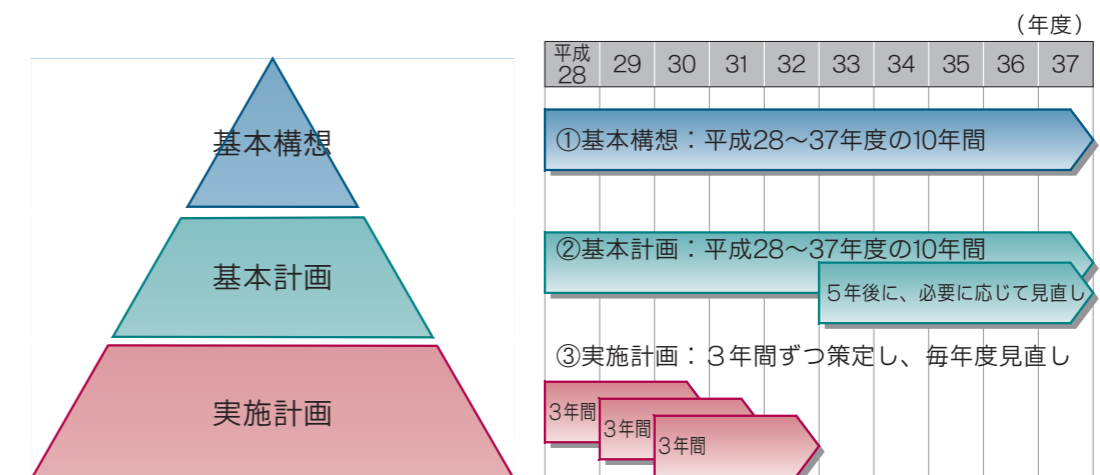 基本構想
基本計画
実施計画
（年度）
平成28 29 30 31 32 33 34 35 36 37
①基本構想：平成28～37年度の10年間
②基本計画：平成28～37年度の10年間
５年後に、必要に応じて見直し
③実施計画：３年間ずつ策定し、毎年度見直し
３年間
３年間
３年間